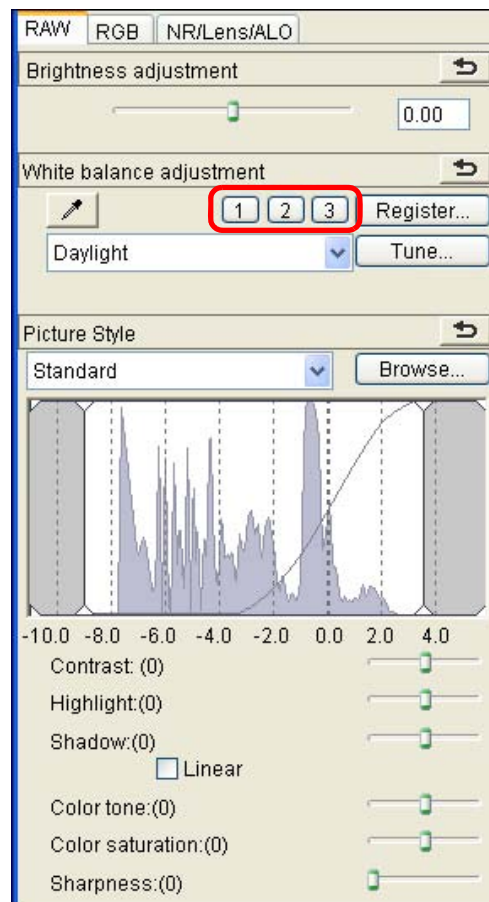 RAW RGB NR/Lens/ALO
Brightness adjustment
0.00
White balance adjustment
1 2 3 Register...
Daylight Tune...
Picture Style
Standard Browse...
-10.0 -8.0 -6.0 -4.0 -2.0 0.0 2.0 4.0
Contrast: (0)
Highlight:(0)
Shadow:(0)
Linear
Color tone:(0)
Color saturation:(0)
Sharpness:(0)